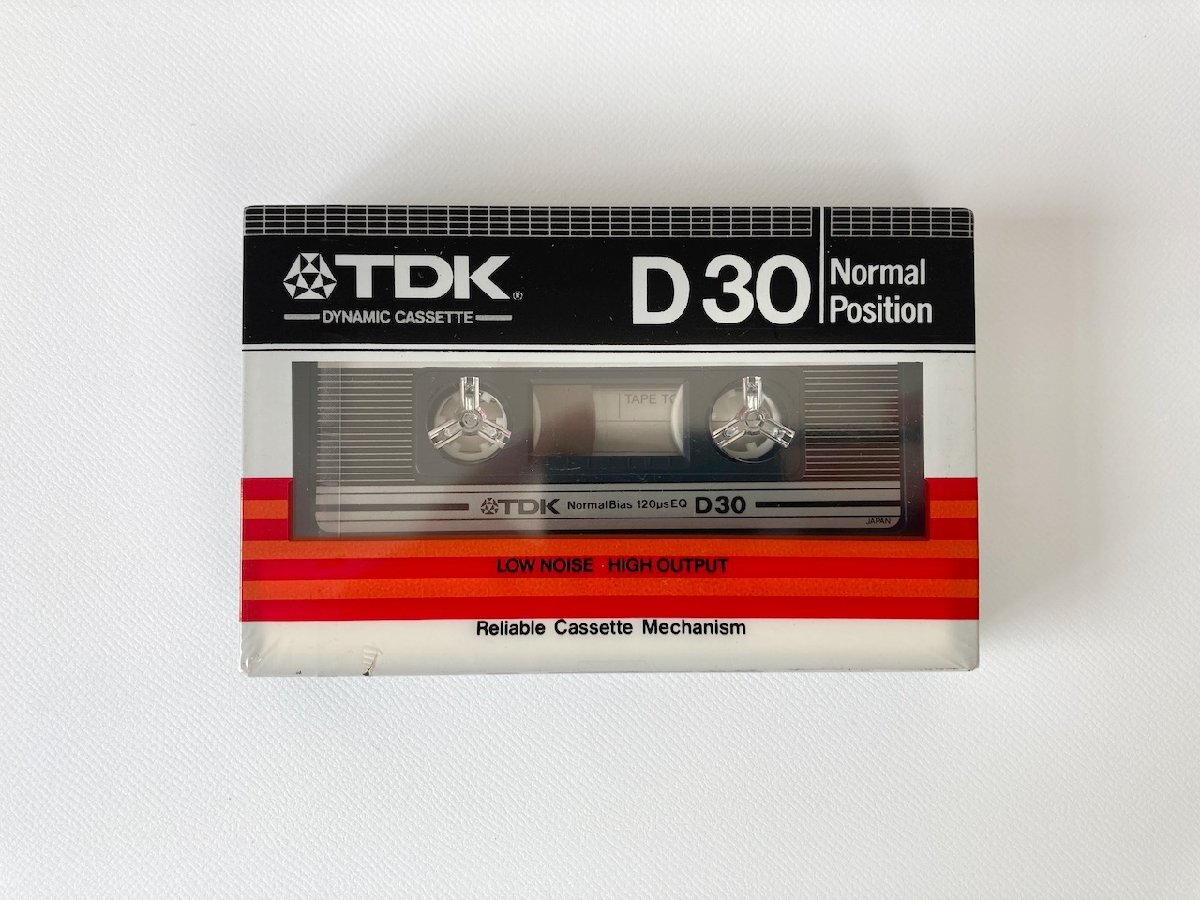 TDK®
DYNAMIC CASSETTE
D30
Normal
Position
TAPE
TDK NormalBias 120µsEQ D30
JAPAN
LOW NOISE · HIGH OUTPUT
Reliable Cassette Mechanism